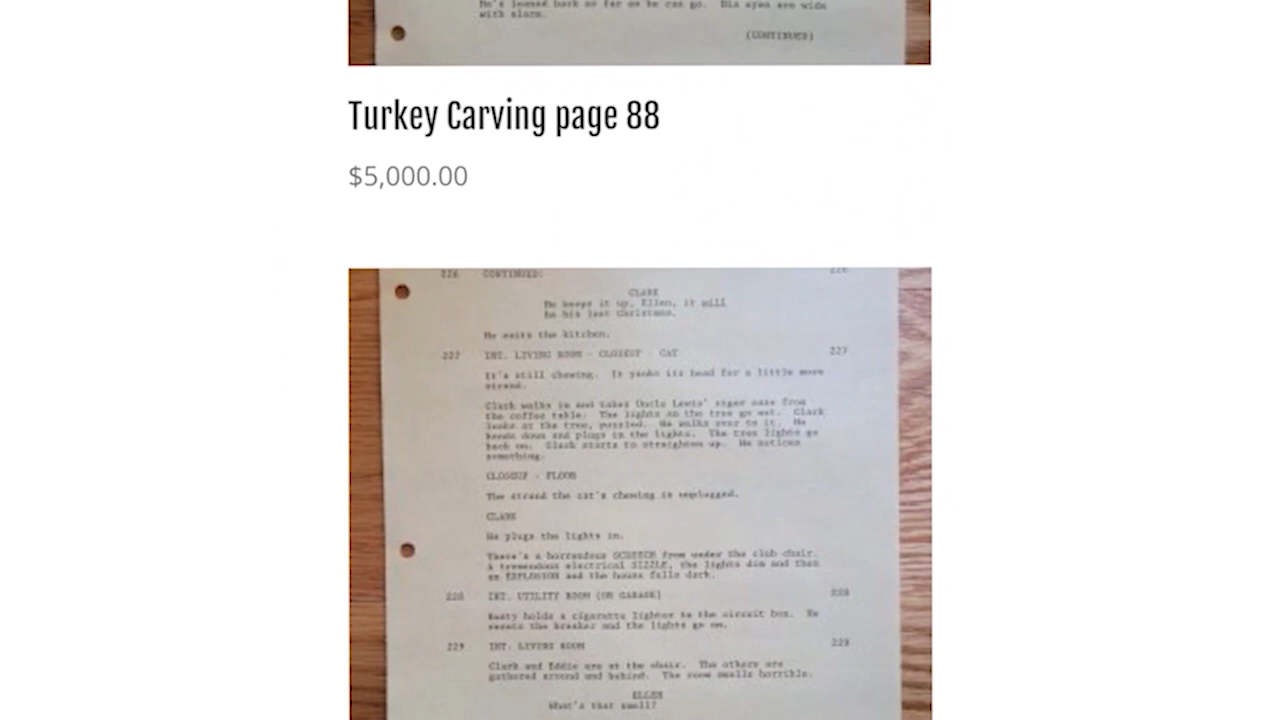 He's leaned back as far as he can go. His eyes are wide
with alarm.
(CONTINUED)
Turkey Carving page 88
$5,000.00
226 CONTINUED: 226
CLARK
He keeps it up, Ellen, it will
be his last Christmas.
He exits the kitchen.
227 INT. LIVING ROOM - CLOSEUP - CAT 227
It's still chewing. It yanks its head for a little more
strand.
Clark walks in and takes Uncle Lewis' cigar case from
the coffee table. The lights on the tree go out. Clark
looks at the tree, puzzled. He walks over to it. He
bends down and plugs in the lights. The tree lights go
back on. Clark starts to straighten up. He notices
something.
CLOSEUP - FLOOR
The strand the cat's chewing is unplugged.
CLARK
He plugs the lights in.
There's a horrendous SCREECH from under the club chair.
A tremendous electrical SIZZLE, the lights dim and then
an EXPLOSION and the house falls dark.
228 INT. UTILITY ROOM (OR GARAGE) 228
Rusty holds a cigarette lighter to the circuit box. He
resets the breaker and the lights go on.
229 INT. LIVING ROOM 229
Clark and Eddie are at the chair. The others are
gathered around and behind. The room smells horrible.
ELLEN
What's that smell?